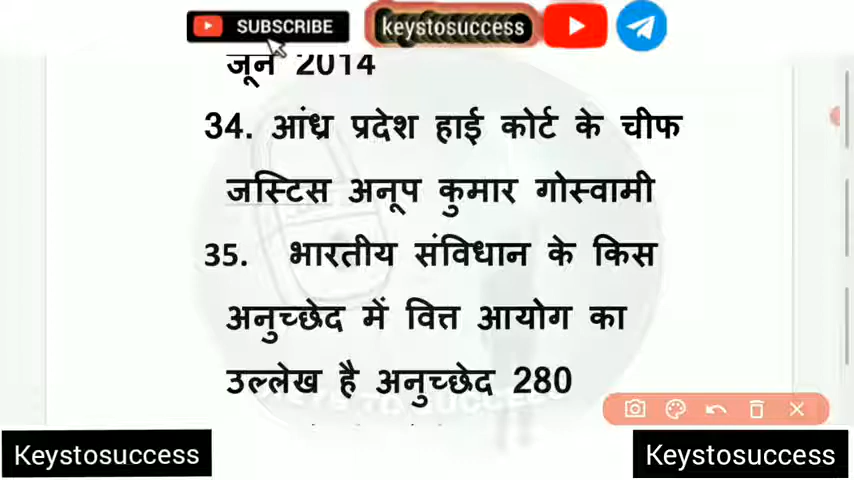 SUBSCRIBE keystosuccess
जून 2014
34. आंध्र प्रदेश हाई कोर्ट के चीफ
जस्टिस अनूप कुमार गोस्वामी
35. भारतीय संविधान के किस
अनुच्छेद में वित्त आयोग का
उल्लेख है अनुच्छेद 280
Keystosuccess Keystosuccess